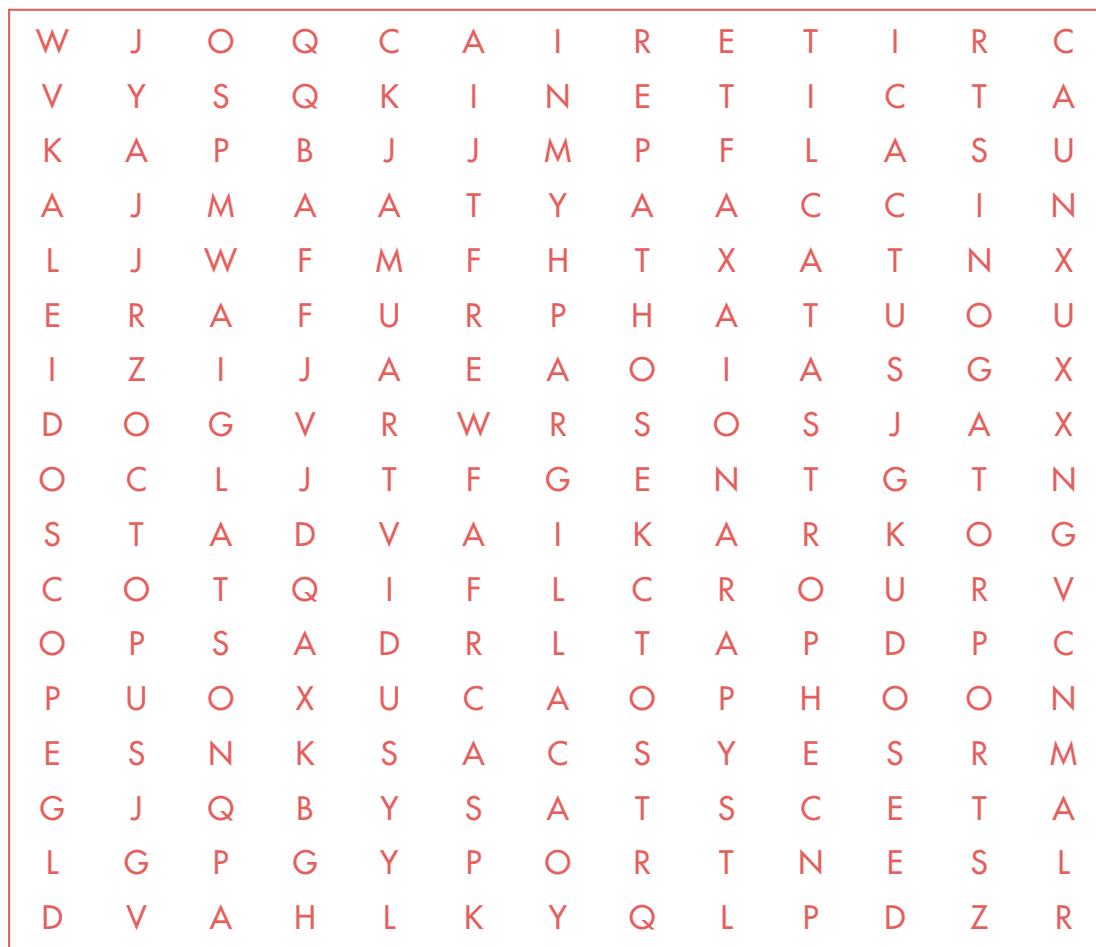 W J O Q C A I R E T I R C
V Y S Q K I N E T I C T A
K A P B J J M P F L A S U
A J M A A T Y A A C C I N
L J W F M F H T X A T N X
E R A F U R P H A T U O U
I Z I J A E A O I A S G X
D O G V R W R S O S J A X
O C L J T F G E N T G T N
S T A D V A I K A R K O G
C O T Q I F L C R O U R V
O P S A D R L T A P D P C
P U O X U C A O P H O O N
E S N K S A C S Y E S R M
G J Q B Y S A T S C E T A
L G P G Y P O R T N E S L
D V A H L K Y Q L P D Z R